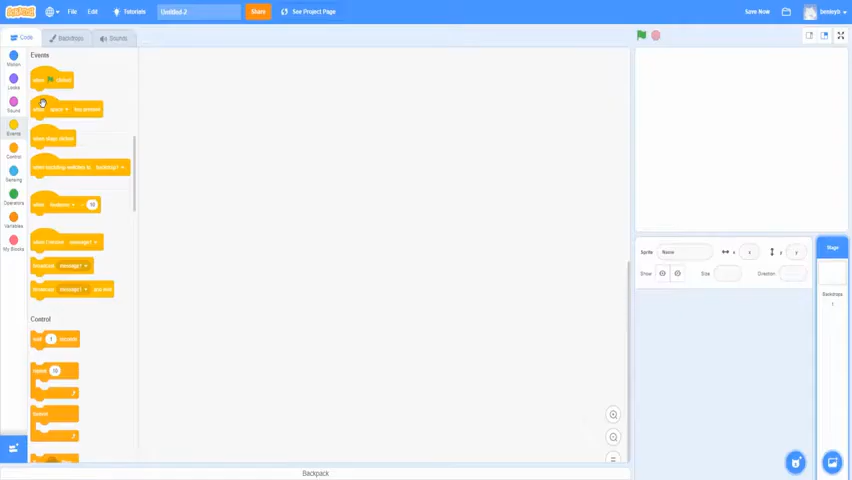 SCRATCH
File
Edit
Tutorials
Untitled-2
Share
See Project Page
Save Now
besleyb
Code
Backdrops
Sounds
Motion
Looks
Sound
Events
Control
Sensing
Operators
Variables
My Blocks
Events
when clicked
when space key pressed
when stage clicked
when backdrop switches to backdrop1
when 10
when I receive message1
broadcast message1
broadcast message1 and wait
Control
wait 1 seconds
repeat 10
forever
Sprite
Name
x
x
y
y
Show
Size
Direction
Stage
Backdrops
1
Backpack